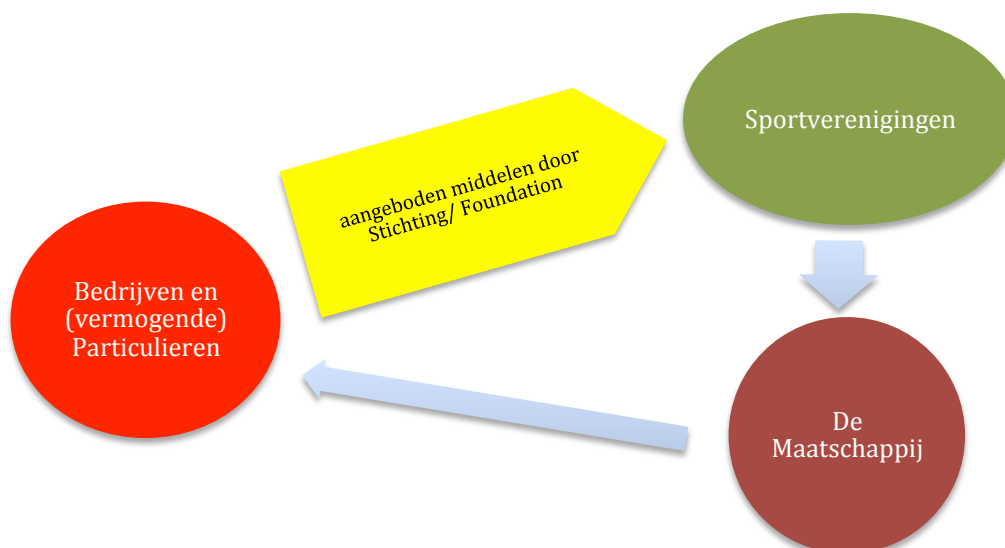 Sportverenigingen
aangeboden middelen door
Stichting/ Foundation
Bedrijven en
(vermogende)
Particulieren
De
Maatschappij